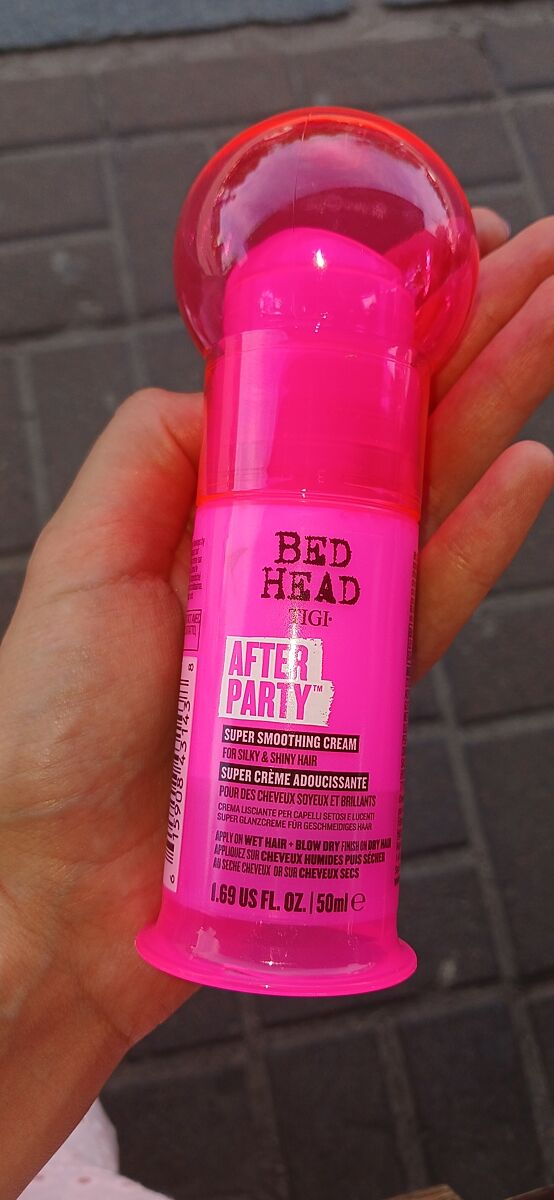 BED
HEAD
TIGI
AFTER
PARTY™
SUPER SMOOTHING CREAM
FOR SILKY & SHINY HAIR
SUPER CRÈME ADOUCISSANTE
POUR DES CHEVEUX SOYEUX ET BRILLANTS
CREMA LISCIANTE PER CAPELLI SETOSI E LUCENTI
SUPER GLANZCREME FÜR GESCHMEIDIGES HAAR
APPLY ON WET HAIR + BLOW DRY FINISH ON DRY HAIR
APPLIQUEZ SUR CHEVEUX HUMIDES PUIS SÉCHER
AU SÈCHE CHEVEUX OR SUR CHEVEUX SECS
1.69 US FL. OZ. | 50ml e